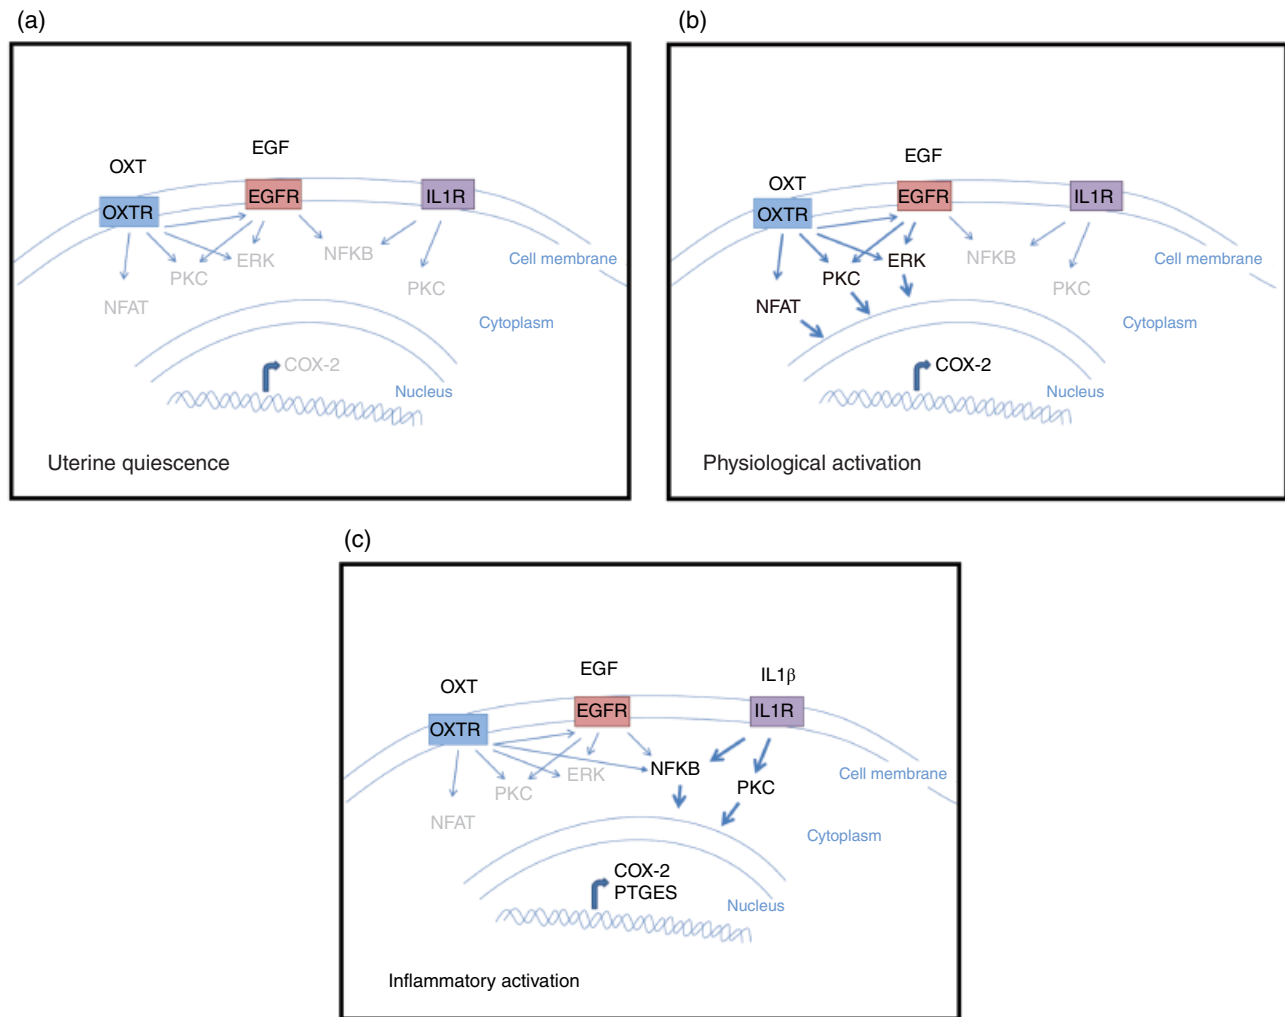 (a)
OXT
EGF
OXTR
EGFR
IL1R
NFAT
PKC
ERK
NFKB
PKC
Cell membrane
Cytoplasm
COX-2
Nucleus
Uterine quiescence
(b)
OXT
EGF
OXTR
EGFR
IL1R
NFAT
PKC
ERK
NFKB
PKC
Cell membrane
Cytoplasm
COX-2
Nucleus
Physiological activation
(c)
OXT
EGF
IL1β
OXTR
EGFR
IL1R
NFAT
PKC
ERK
NFKB
PKC
Cell membrane
Cytoplasm
COX-2
PTGES
Nucleus
Inflammatory activation